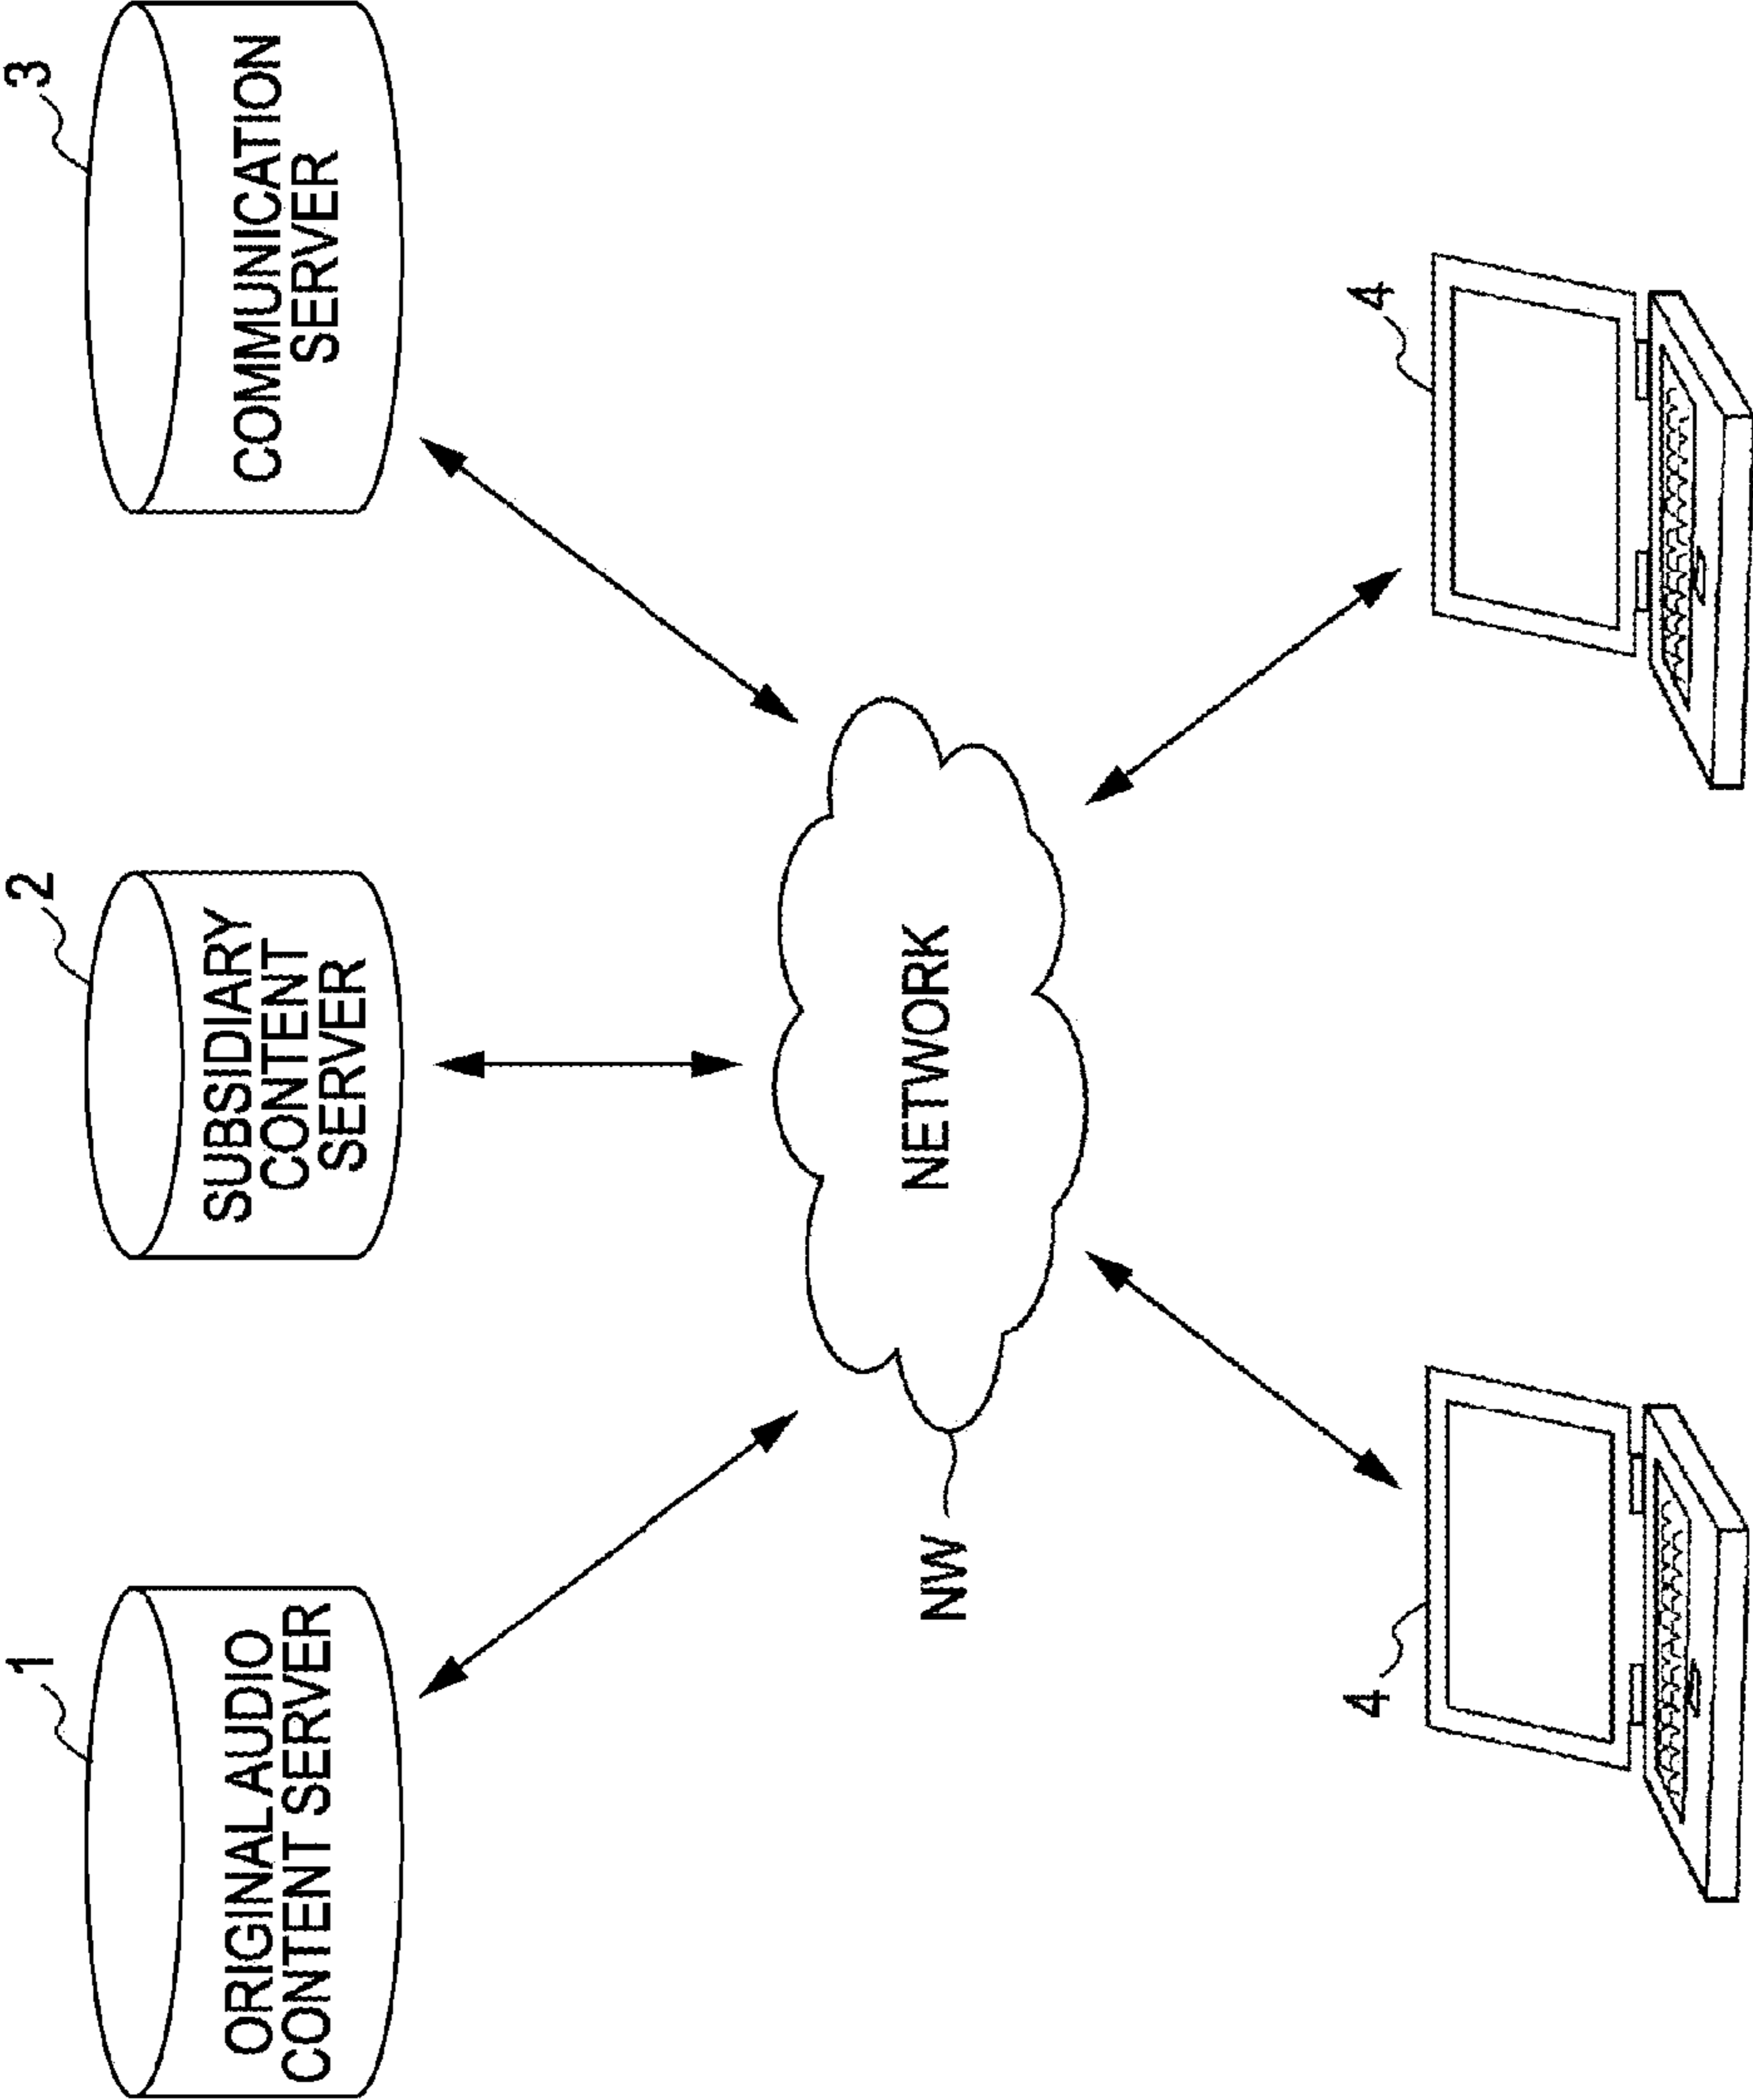 1
ORIGINAL AUDIO
CONTENT SERVER
2
SUBSIDIARY
CONTENT
SERVER
3
COMMUNICATION
SERVER
NETWORK
NW
4
4